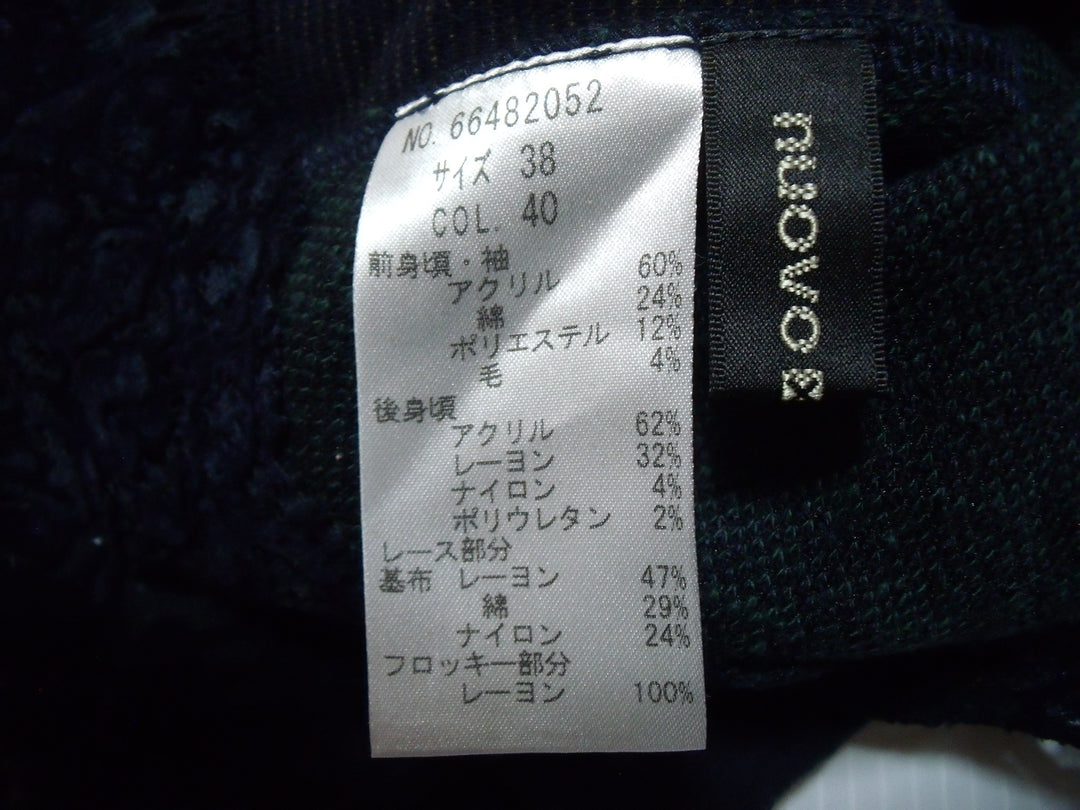 NO. 66482052
サイズ 38
COL. 40
前身頃・袖
アクリル 60%
綿 24%
ポリエステル 12%
毛 4%
後身頃
アクリル 62%
レーヨン 32%
ナイロン 4%
ポリウレタン 2%
レース部分
基布 レーヨン 47%
綿 29%
ナイロン 24%
フロッキー部分
レーヨン 100%
nuovo